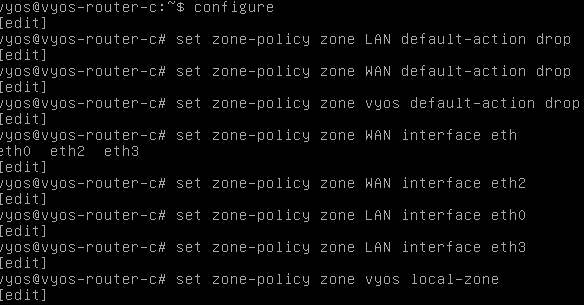 vyos@vyos-router-c:~$ configure
[edit]
vyos@vyos-router-c# set zone-policy zone LAN default-action drop
[edit]
vyos@vyos-router-c# set zone-policy zone WAN default-action drop
[edit]
vyos@vyos-router-c# set zone-policy zone vyos default-action drop
[edit]
vyos@vyos-router-c# set zone-policy zone WAN interface eth
eth0  eth2  eth3
[edit]
vyos@vyos-router-c# set zone-policy zone WAN interface eth2
[edit]
vyos@vyos-router-c# set zone-policy zone LAN interface eth0
[edit]
vyos@vyos-router-c# set zone-policy zone LAN interface eth3
[edit]
vyos@vyos-router-c# set zone-policy zone vyos local-zone
[edit]